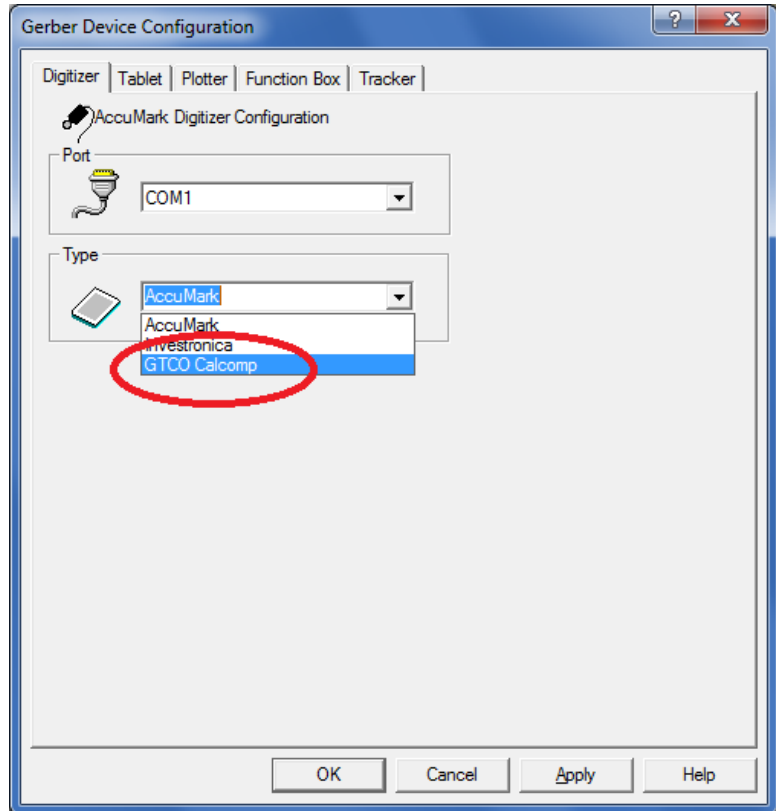 Gerber Device Configuration
Digitizer Tablet Plotter Function Box Tracker
AccuMark Digitizer Configuration
Port
COM1
Type
AccuMark
AccuMark
Investronica
GTCO Calcomp
OK Cancel Apply Help